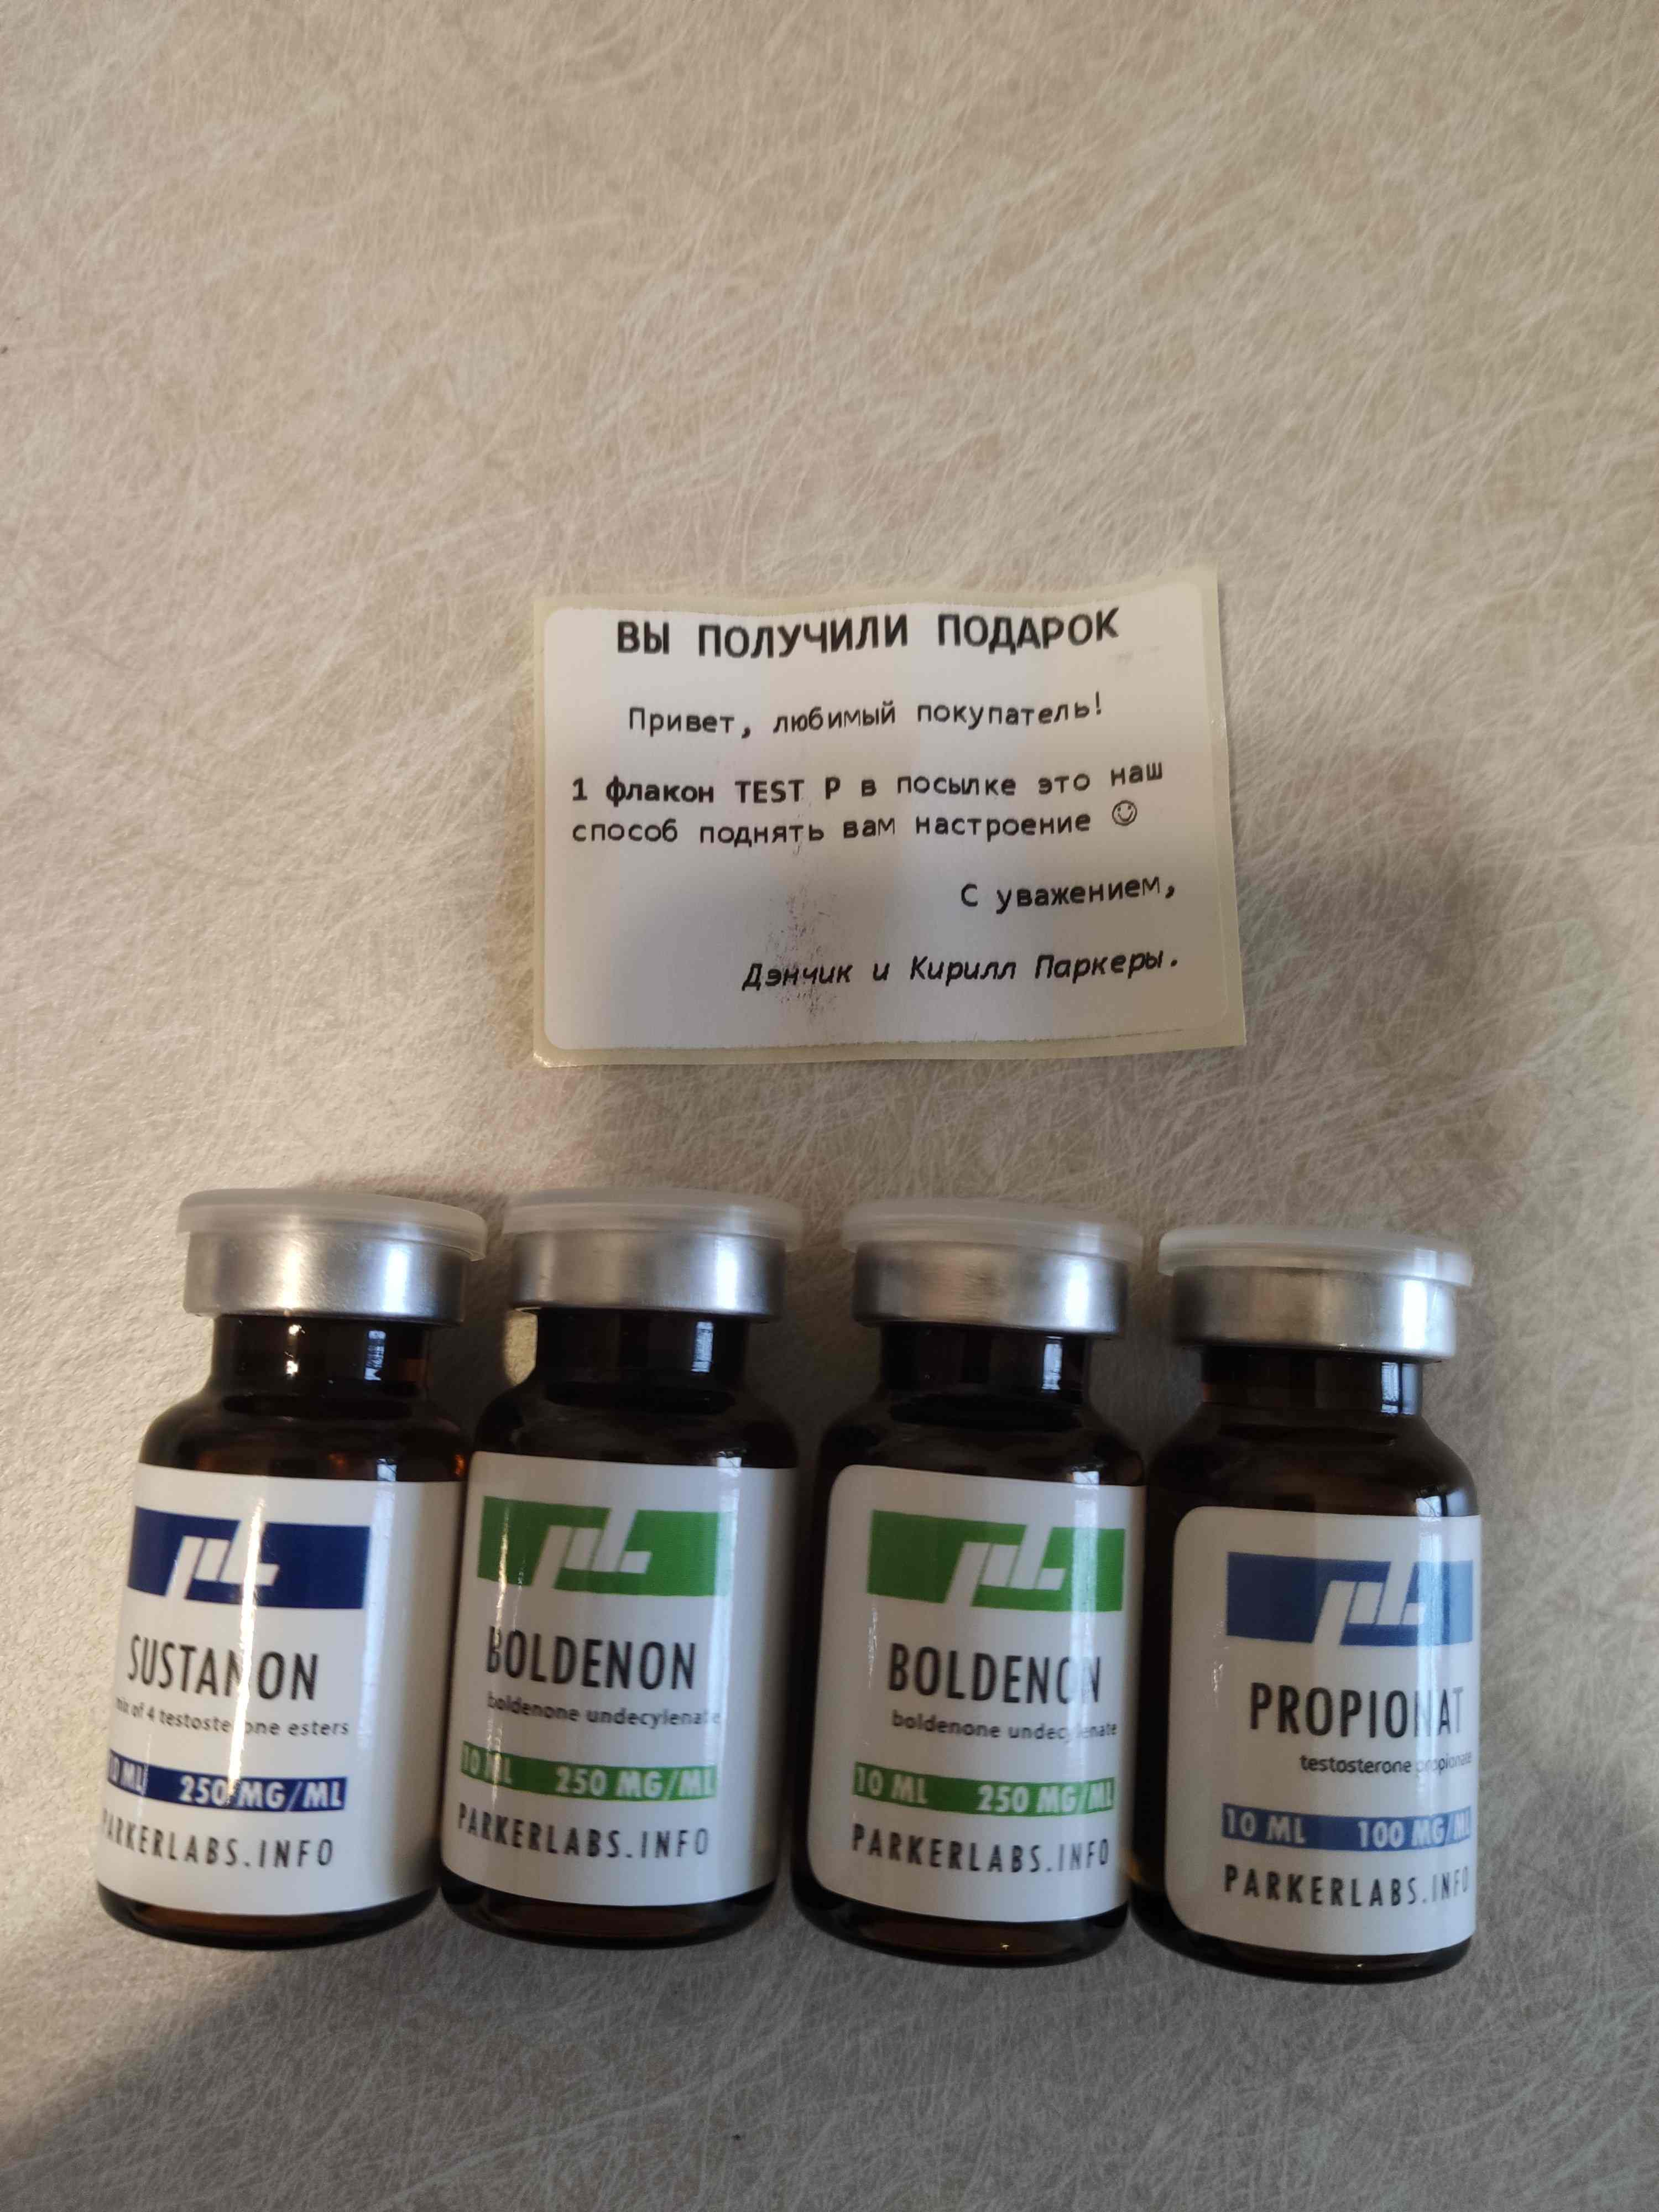 ВЫ ПОЛУЧИЛИ ПОДАРОК
Привет, любимый покупатель!
1 флакон TEST P в посылке это наш
способ поднять вам настроение ☺
С уважением,
Дэнчик и Кирилл Паркеры.
SUSTANON
mix of 4 testosterone esters
10 ML 250 MG/ML
PARKERLABS.INFO
BOLDENON
boldenone undecylenate
10 ML 250 MG/ML
PARKERLABS.INFO
BOLDENON
boldenone undecylenate
10 ML 250 MG/ML
PARKERLABS.INFO
PROPIONAT
testosterone propionate
10 ML 100 MG/ML
PARKERLABS.INFO